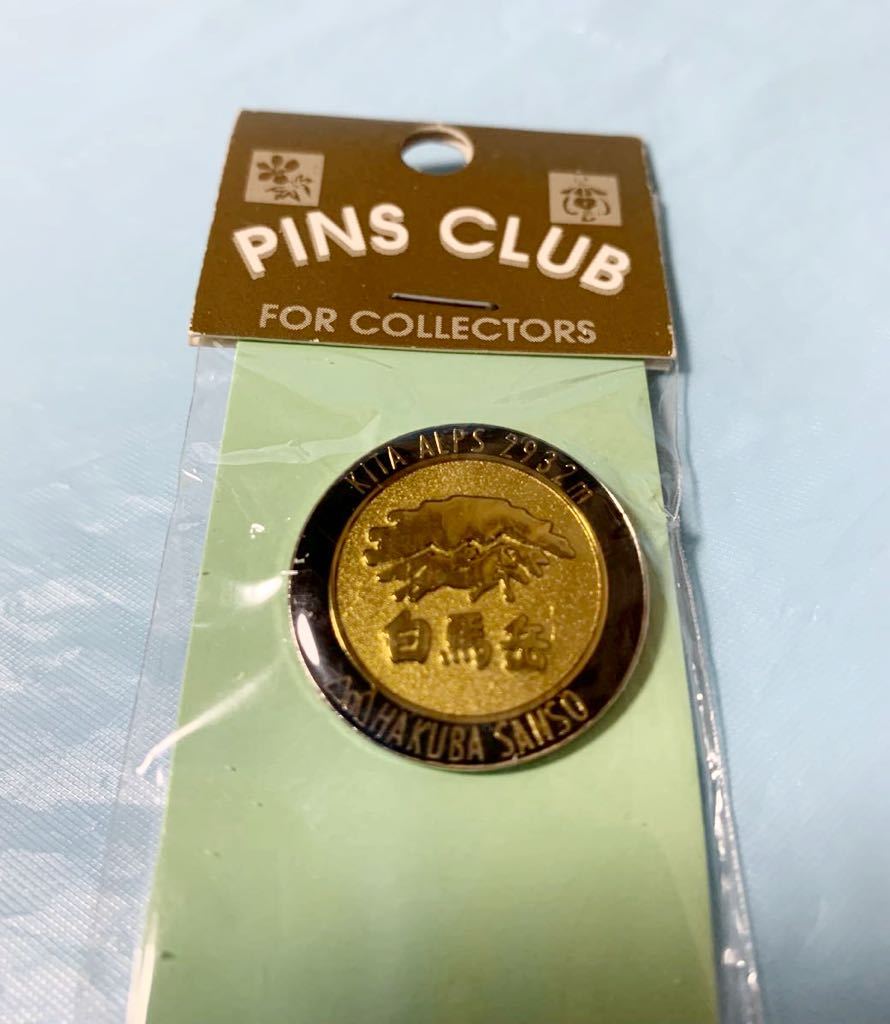 PINS CLUB
FOR COLLECTORS
KITA ALPS 2932m
白馬岳
HAKUBA SANSO